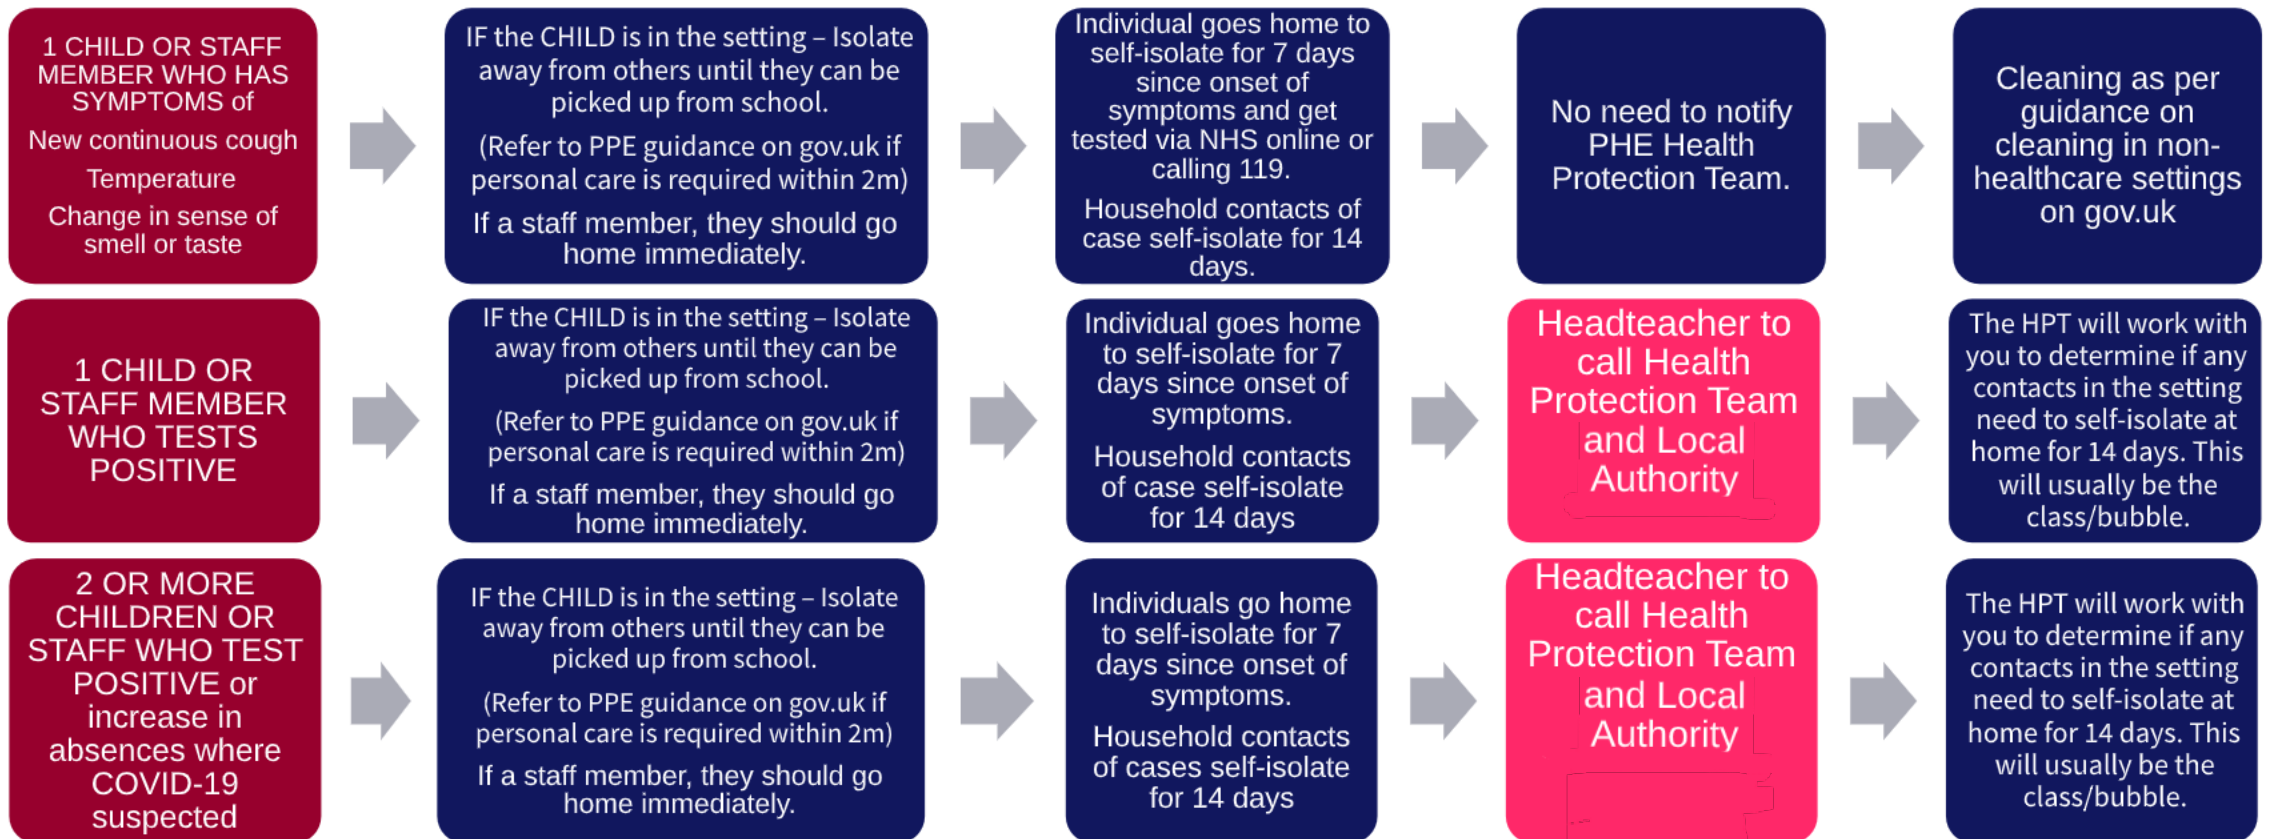 1 CHILD OR STAFF
MEMBER WHO HAS
SYMPTOMS of
New continuous cough
Temperature
Change in sense of
smell or taste
IF the CHILD is in the setting – Isolate
away from others until they can be
picked up from school.
(Refer to PPE guidance on gov.uk if
personal care is required within 2m)
If a staff member, they should go
home immediately.
Individual goes home to
self-isolate for 7 days
since onset of
symptoms and get
tested via NHS online or
calling 119.
Household contacts of
case self-isolate for 14
days.
No need to notify
PHE Health
Protection Team.
Cleaning as per
guidance on
cleaning in non-
healthcare settings
on gov.uk
1 CHILD OR
STAFF MEMBER
WHO TESTS
POSITIVE
IF the CHILD is in the setting – Isolate
away from others until they can be
picked up from school.
(Refer to PPE guidance on gov.uk if
personal care is required within 2m)
If a staff member, they should go
home immediately.
Individual goes home
to self-isolate for 7
days since onset of
symptoms.
Household contacts
of case self-isolate
for 14 days
Headteacher to
call Health
Protection Team
and Local
Authority
The HPT will work with
you to determine if any
contacts in the setting
need to self-isolate at
home for 14 days. This
will usually be the
class/bubble.
2 OR MORE
CHILDREN OR
STAFF WHO TEST
POSITIVE or
increase in
absences where
COVID-19
suspected
IF the CHILD is in the setting – Isolate
away from others until they can be
picked up from school.
(Refer to PPE guidance on gov.uk if
personal care is required within 2m)
If a staff member, they should go
home immediately.
Individuals go home
to self-isolate for 7
days since onset of
symptoms.
Household contacts
of cases self-isolate
for 14 days
Headteacher to
call Health
Protection Team
and Local
Authority
The HPT will work with
you to determine if any
contacts in the setting
need to self-isolate at
home for 14 days. This
will usually be the
class/bubble.